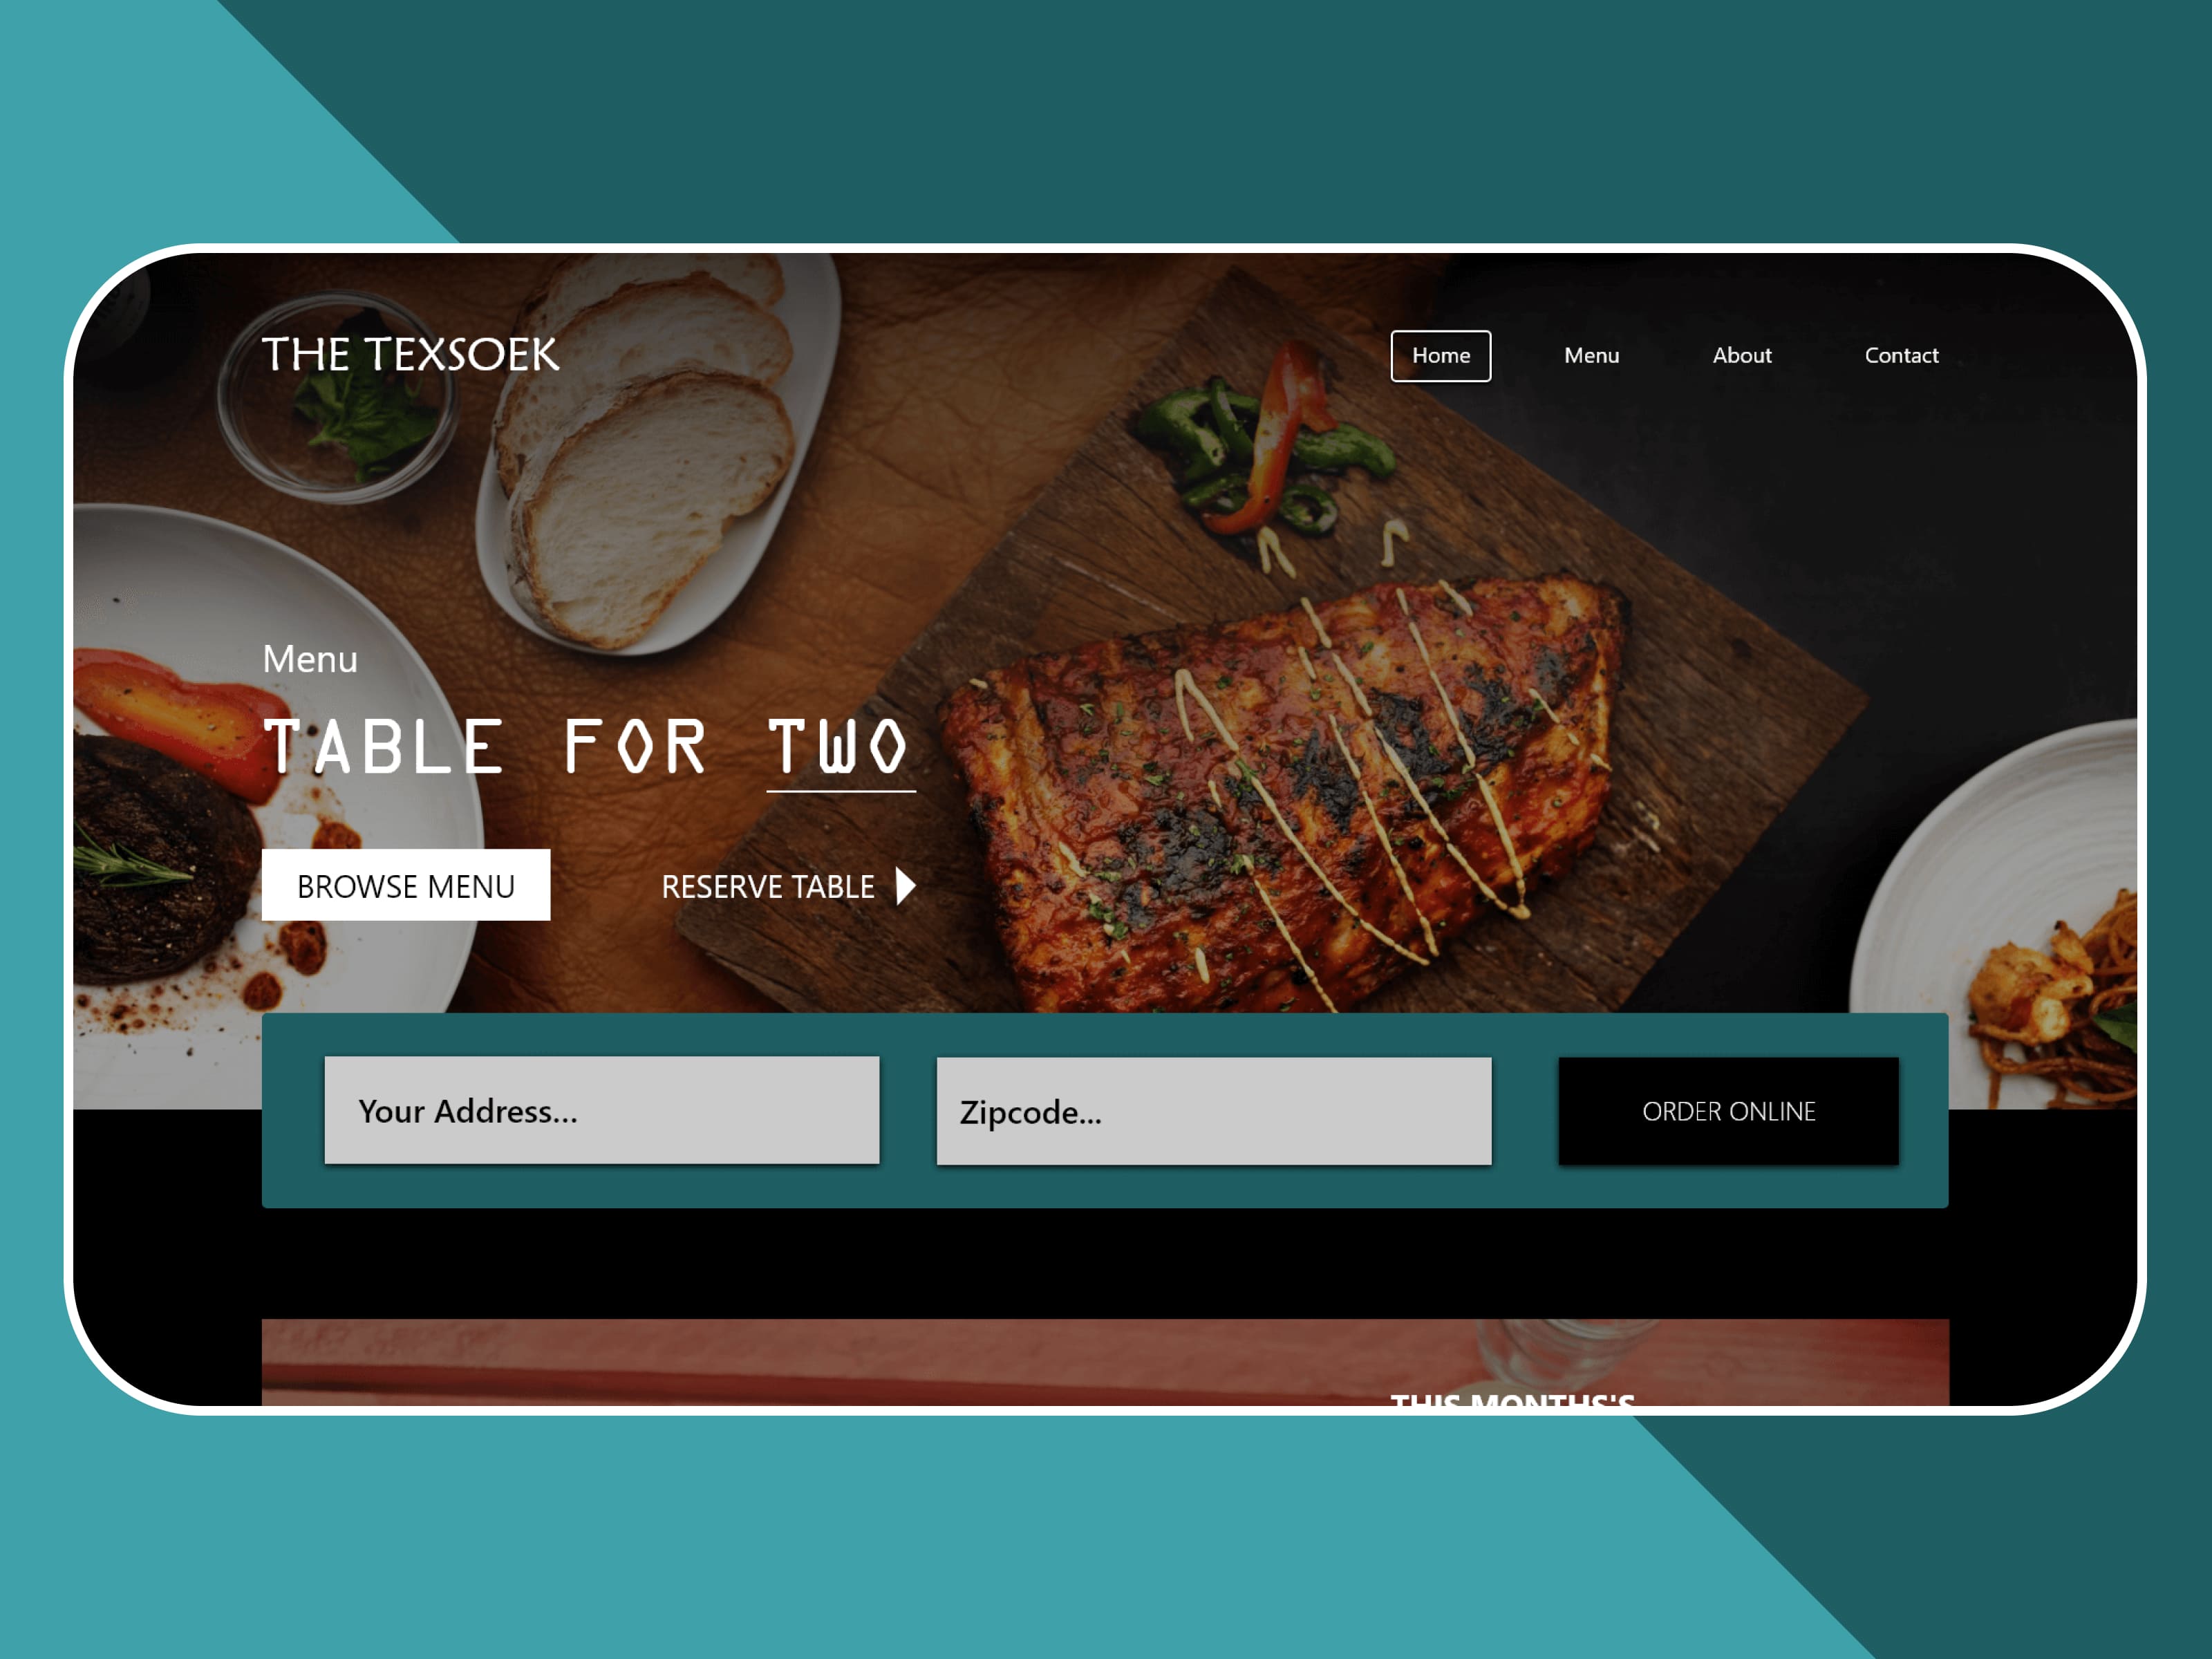 THE TEXSOEK
Home Menu About Contact
Menu
TABLE FOR TWO
BROWSE MENU RESERVE TABLE
Your Address... Zipcode... ORDER ONLINE
THIS MONTHS'S